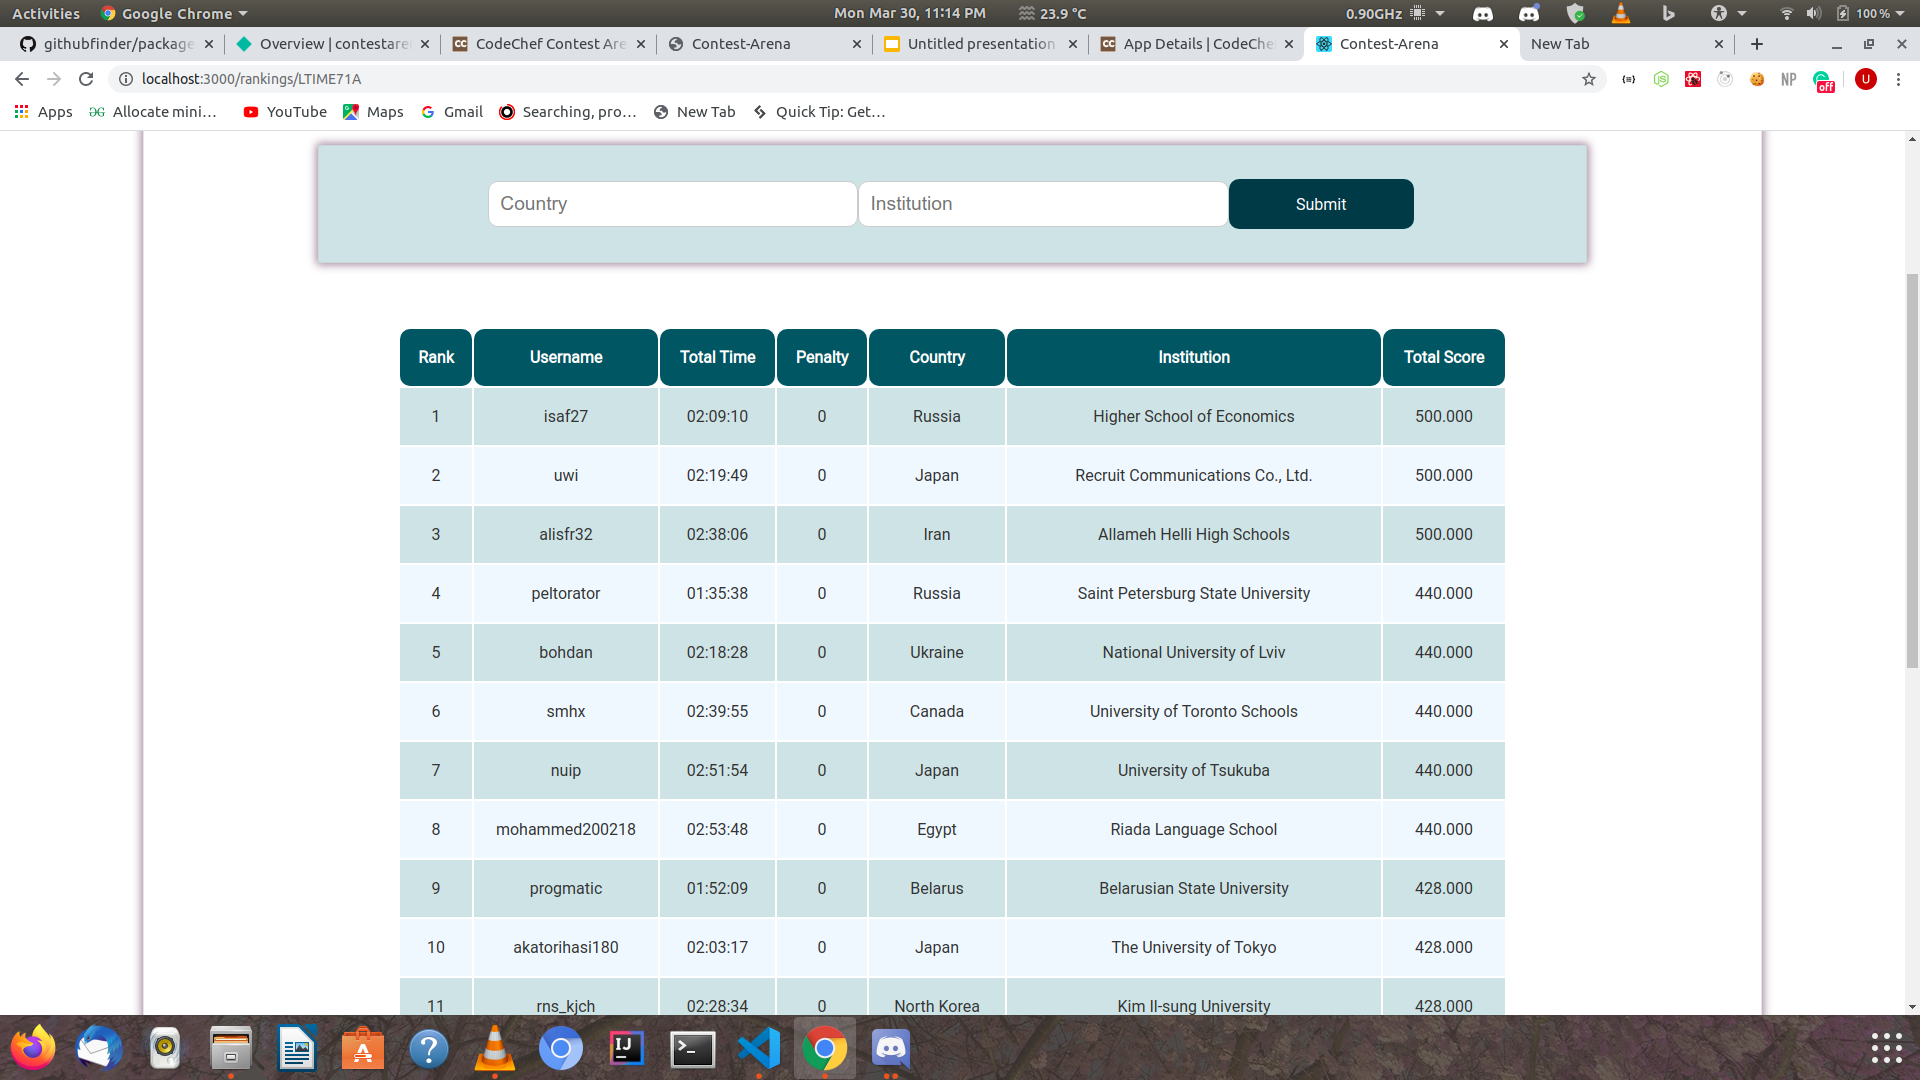 Activities Google Chrome Mon Mar 30, 11:14 PM 23.9 °C 0.90GHz 100 %
githubfinder/package Overview | contestare CodeChef Contest Are Contest-Arena Untitled presentation App Details | CodeChe Contest-Arena New Tab
localhost:3000/rankings/LTIME71A NP off U
Apps Allocate mini... YouTube Maps Gmail Searching, pro... New Tab Quick Tip: Get...
Country Institution Submit
Rank Username Total Time Penalty Country Institution Total Score
1 isaf27 02:09:10 0 Russia Higher School of Economics 500.000
2 uwi 02:19:49 0 Japan Recruit Communications Co., Ltd. 500.000
3 alisfr32 02:38:06 0 Iran Allameh Helli High Schools 500.000
4 peltorator 01:35:38 0 Russia Saint Petersburg State University 440.000
5 bohdan 02:18:28 0 Ukraine National University of Lviv 440.000
6 smhx 02:39:55 0 Canada University of Toronto Schools 440.000
7 nuip 02:51:54 0 Japan University of Tsukuba 440.000
8 mohammed200218 02:53:48 0 Egypt Riada Language School 440.000
9 progmatic 01:52:09 0 Belarus Belarusian State University 428.000
10 akatorihasi180 02:03:17 0 Japan The University of Tokyo 428.000
11 rns_kjch 02:28:34 0 North Korea Kim Il-sung University 428.000